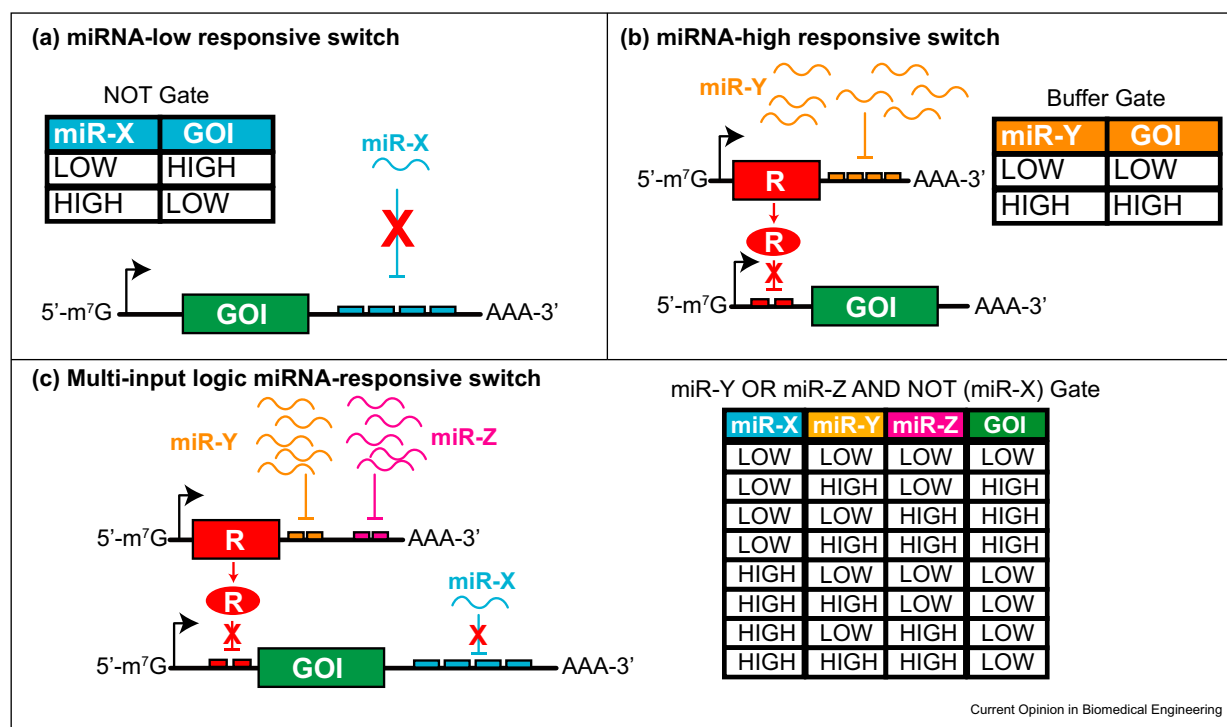 (a) miRNA-low responsive switch
NOT Gate
miR-X GOI
LOW HIGH
HIGH LOW
miR-X
X
5'-m⁷G GOI AAA-3’
(b) miRNA-high responsive switch
miR-Y
Buffer Gate
miR-Y GOI
LOW LOW
HIGH HIGH
5'-m⁷G R AAA-3’
R
X
5'-m⁷G GOI AAA-3’
(c) Multi-input logic miRNA-responsive switch
miR-Y miR-Z
5'-m⁷G R AAA-3’
R
miR-X
X X
5'-m⁷G GOI AAA-3’
miR-Y OR miR-Z AND NOT (miR-X) Gate
miR-X miR-Y miR-Z GOI
LOW LOW LOW LOW
LOW HIGH LOW HIGH
LOW LOW HIGH HIGH
LOW HIGH HIGH HIGH
HIGH LOW LOW LOW
HIGH HIGH LOW LOW
HIGH LOW HIGH LOW
HIGH HIGH HIGH LOW
Current Opinion in Biomedical Engineering